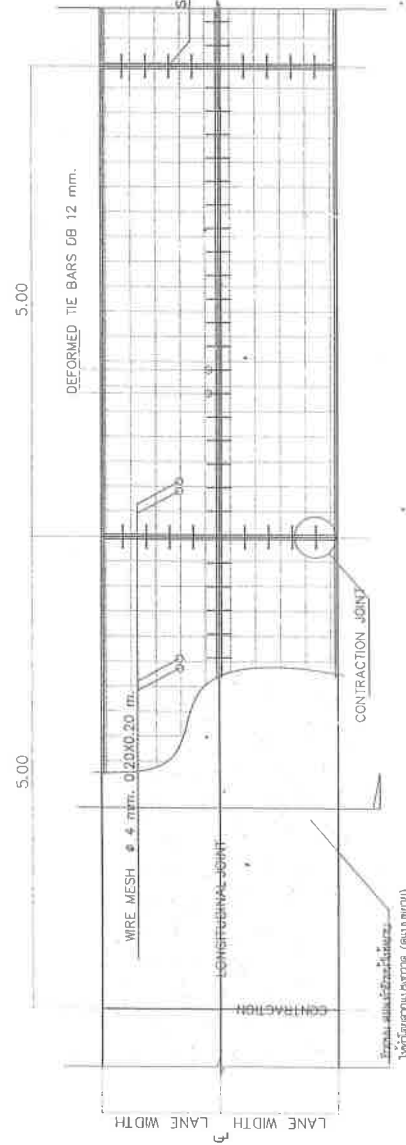 5.00
5.00
DEFORMED TIE BARS DB 12 mm.
WIRE MESH ø 4 mm. 0.20X0.20 m.
LONGITUDINAL JOINT
CONTRACTION JOINT
CONTRACTION
LANE WIDTH
LANE WIDTH
S